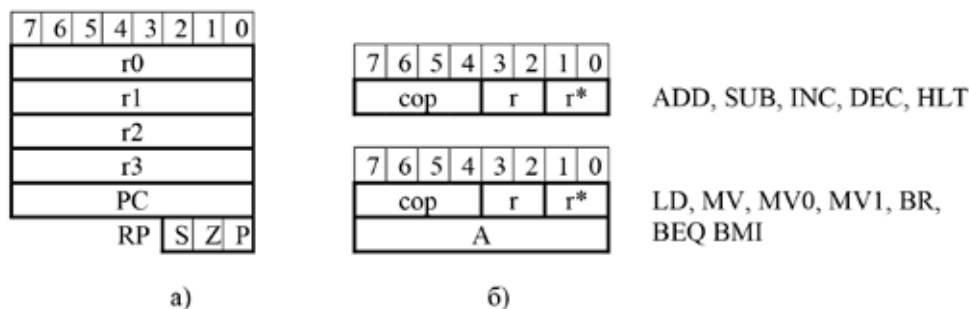 7 6 5 4 3 2 1 0
r0
r1
r2
r3
PC
RP S Z P
а)
7 6 5 4 3 2 1 0
cop r r*
ADD, SUB, INC, DEC, HLT
7 6 5 4 3 2 1 0
cop r r*
A
LD, MV, MV0, MV1, BR,
BEQ BMI
б)